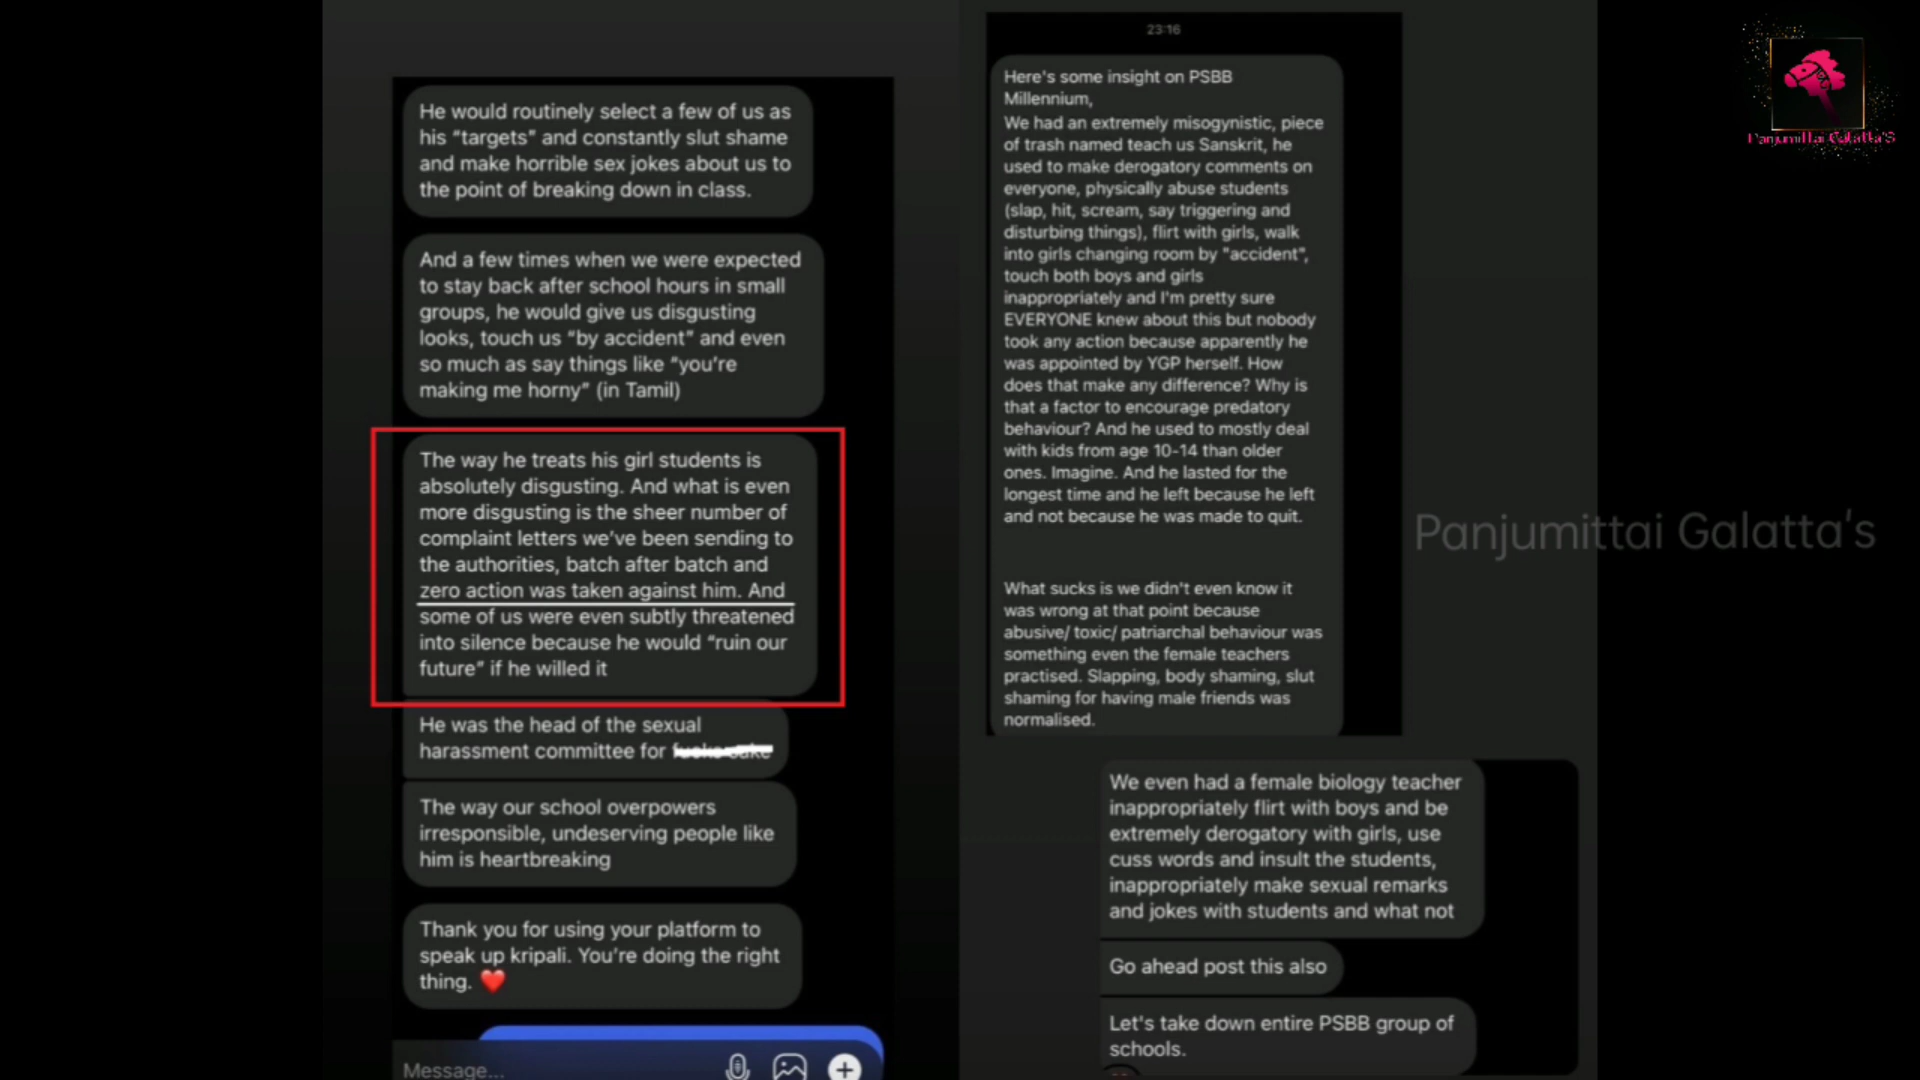 He would routinely select a few of us as
his “targets” and constantly slut shame
and make horrible sex jokes about us to
the point of breaking down in class.
And a few times when we were expected
to stay back after school hours in small
groups, he would give us disgusting
looks, touch us “by accident” and even
so much as say things like “you’re
making me horny” (in Tamil)
The way he treats his girl students is
absolutely disgusting. And what is even
more disgusting is the sheer number of
complaint letters we’ve been sending to
the authorities, batch after batch and
zero action was taken against him. And
some of us were even subtly threatened
into silence because he would “ruin our
future” if he willed it
He was the head of the sexual
harassment committee for
The way our school overpowers
irresponsible, undeserving people like
him is heartbreaking
Thank you for using your platform to
speak up kripali. You’re doing the right
thing. ❤️
Message...
23:16
Here's some insight on PSBB
Millennium,
We had an extremely misogynistic, piece
of trash named teach us Sanskrit, he
used to make derogatory comments on
everyone, physically abuse students
(slap, hit, scream, say triggering and
disturbing things), flirt with girls, walk
into girls changing room by "accident",
touch both boys and girls
inappropriately and I'm pretty sure
EVERYONE knew about this but nobody
took any action because apparently he
was appointed by YGP herself. How
does that make any difference? Why is
that a factor to encourage predatory
behaviour? And he used to mostly deal
with kids from age 10-14 than older
ones. Imagine. And he lasted for the
longest time and he left because he left
and not because he was made to quit.
What sucks is we didn't even know it
was wrong at that point because
abusive/ toxic/ patriarchal behaviour was
something even the female teachers
practised. Slapping, body shaming, slut
shaming for having male friends was
normalised.
We even had a female biology teacher
inappropriately flirt with boys and be
extremely derogatory with girls, use
cuss words and insult the students,
inappropriately make sexual remarks
and jokes with students and what not
Go ahead post this also
Let's take down entire PSBB group of
schools.
Panjumittai Galatta'S
Panjumittai Galatta's